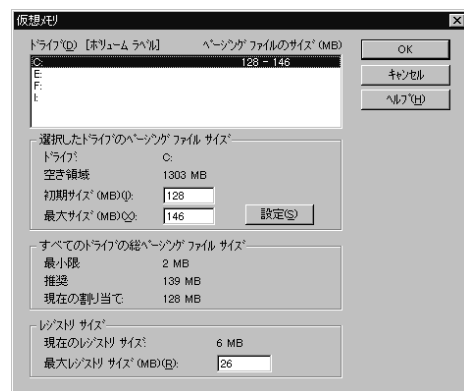 仮想メモリ
ドライブ(D) [ボリューム ラベル] ページング ファイルのサイズ (MB)
C: 128 - 146
E:
F:
I:
OK
キャンセル
ヘルプ(H)
選択したドライブのページング ファイル サイズ
ドライブ: C:
空き領域 1303 MB
初期サイズ (MB)(I): 128
最大サイズ (MB)(X): 146 設定(S)
すべてのドライブの総ページング ファイル サイズ
最小限: 2 MB
推奨: 139 MB
現在の割り当て: 128 MB
レジストリ サイズ
現在のレジストリ サイズ: 6 MB
最大レジストリ サイズ (MB)(R): 26